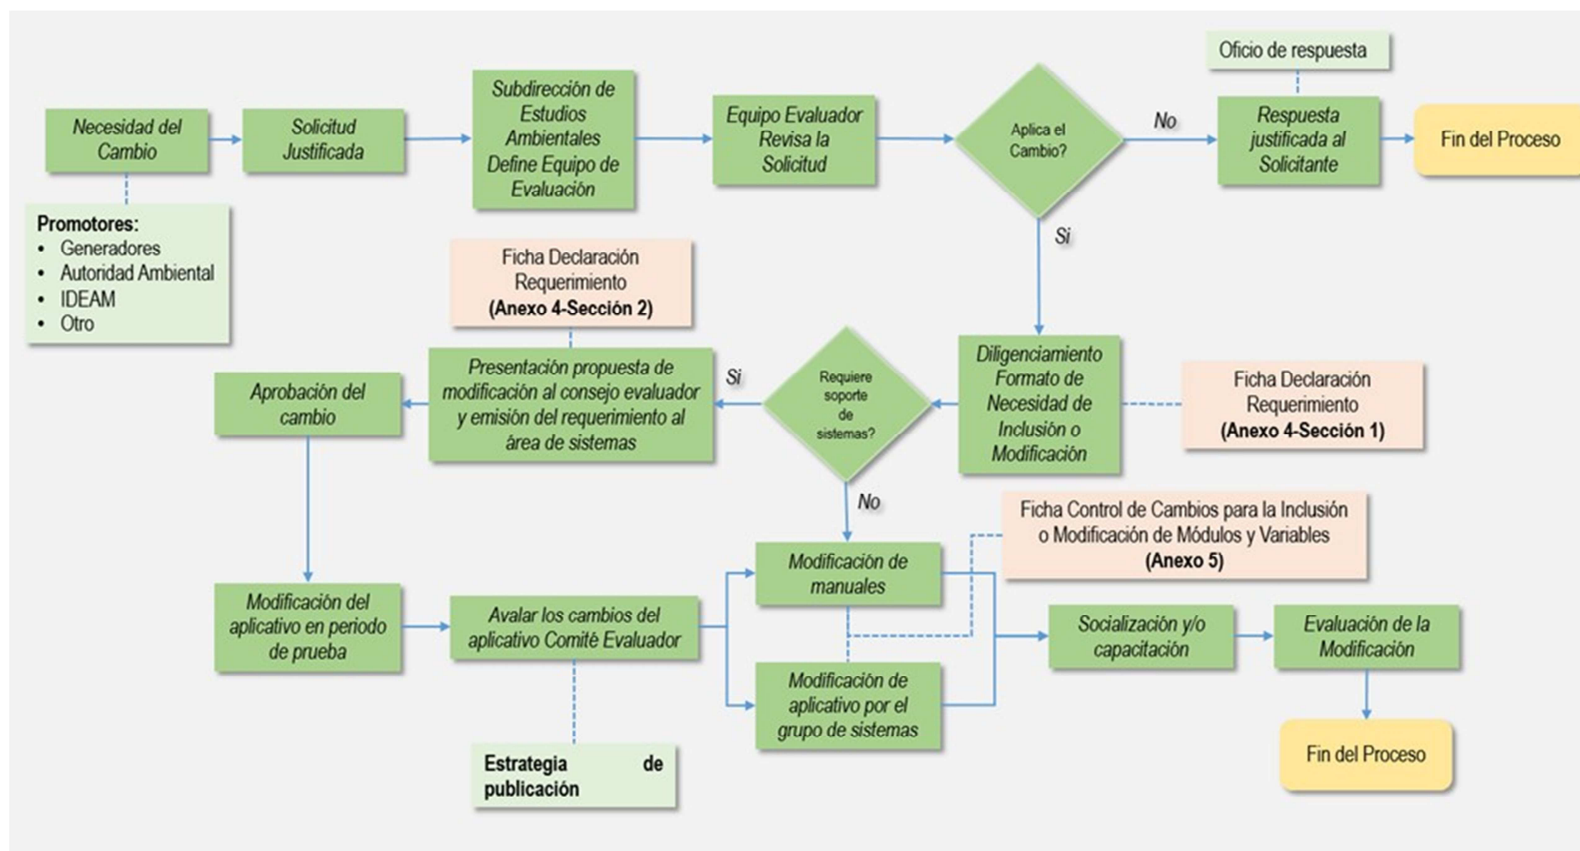 Necesidad del
Cambio
Promotores:
• Generadores
• Autoridad Ambiental
• IDEAM
• Otro
Solicitud
Justificada
Subdirección de
Estudios
Ambientales
Define Equipo de
Evaluación
Equipo Evaluador
Revisa la
Solicitud
Aplica el
Cambio?
No
Oficio de respuesta
Respuesta
justificada al
Solicitante
Fin del Proceso
Si
Diligenciamiento
Formato de
Necesidad de
Inclusión o
Modificación
Ficha Declaración
Requerimiento
(Anexo 4-Sección 1)
Requiere
soporte
de
sistemas?
Si
Ficha Declaración
Requerimiento
(Anexo 4-Sección 2)
Presentación propuesta de
modificación al consejo evaluador
y emisión del requerimiento al
área de sistemas
Aprobación del
cambio
No
Ficha Control de Cambios para la Inclusión
o Modificación de Módulos y Variables
(Anexo 5)
Modificación del
aplicativo en periodo
de prueba
Avalar los cambios del
aplicativo Comité Evaluador
Estrategia de
publicación
Modificación de
manuales
Modificación de
aplicativo por el
grupo de sistemas
Socialización y/o
capacitación
Evaluación de la
Modificación
Fin del Proceso